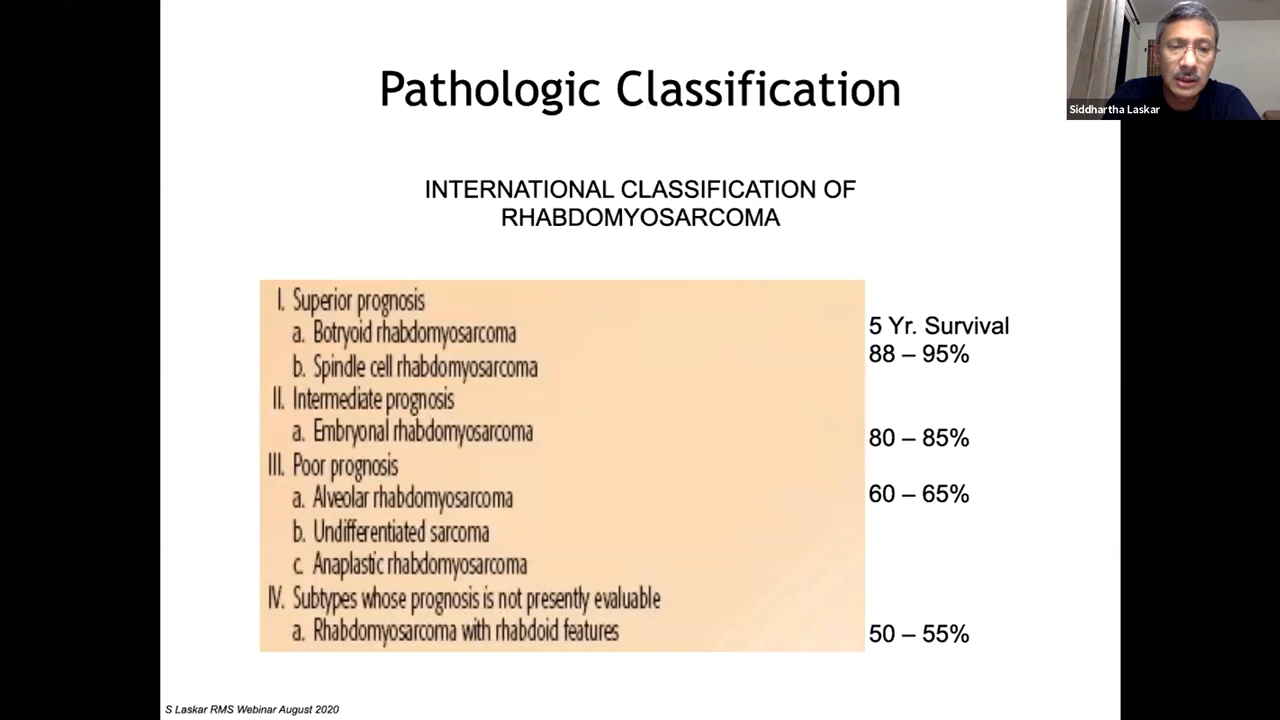 Siddhartha Laskar
Pathologic Classification
INTERNATIONAL CLASSIFICATION OF
RHABDOMYOSARCOMA
I. Superior prognosis
a. Botryoid rhabdomyosarcoma
b. Spindle cell rhabdomyosarcoma
II. Intermediate prognosis
a. Embryonal rhabdomyosarcoma
III. Poor prognosis
a. Alveolar rhabdomyosarcoma
b. Undifferentiated sarcoma
c. Anaplastic rhabdomyosarcoma
IV. Subtypes whose prognosis is not presently evaluable
a. Rhabdomyosarcoma with rhabdoid features
5 Yr. Survival
88 – 95%
80 – 85%
60 – 65%
50 – 55%
S Laskar RMS Webinar August 2020